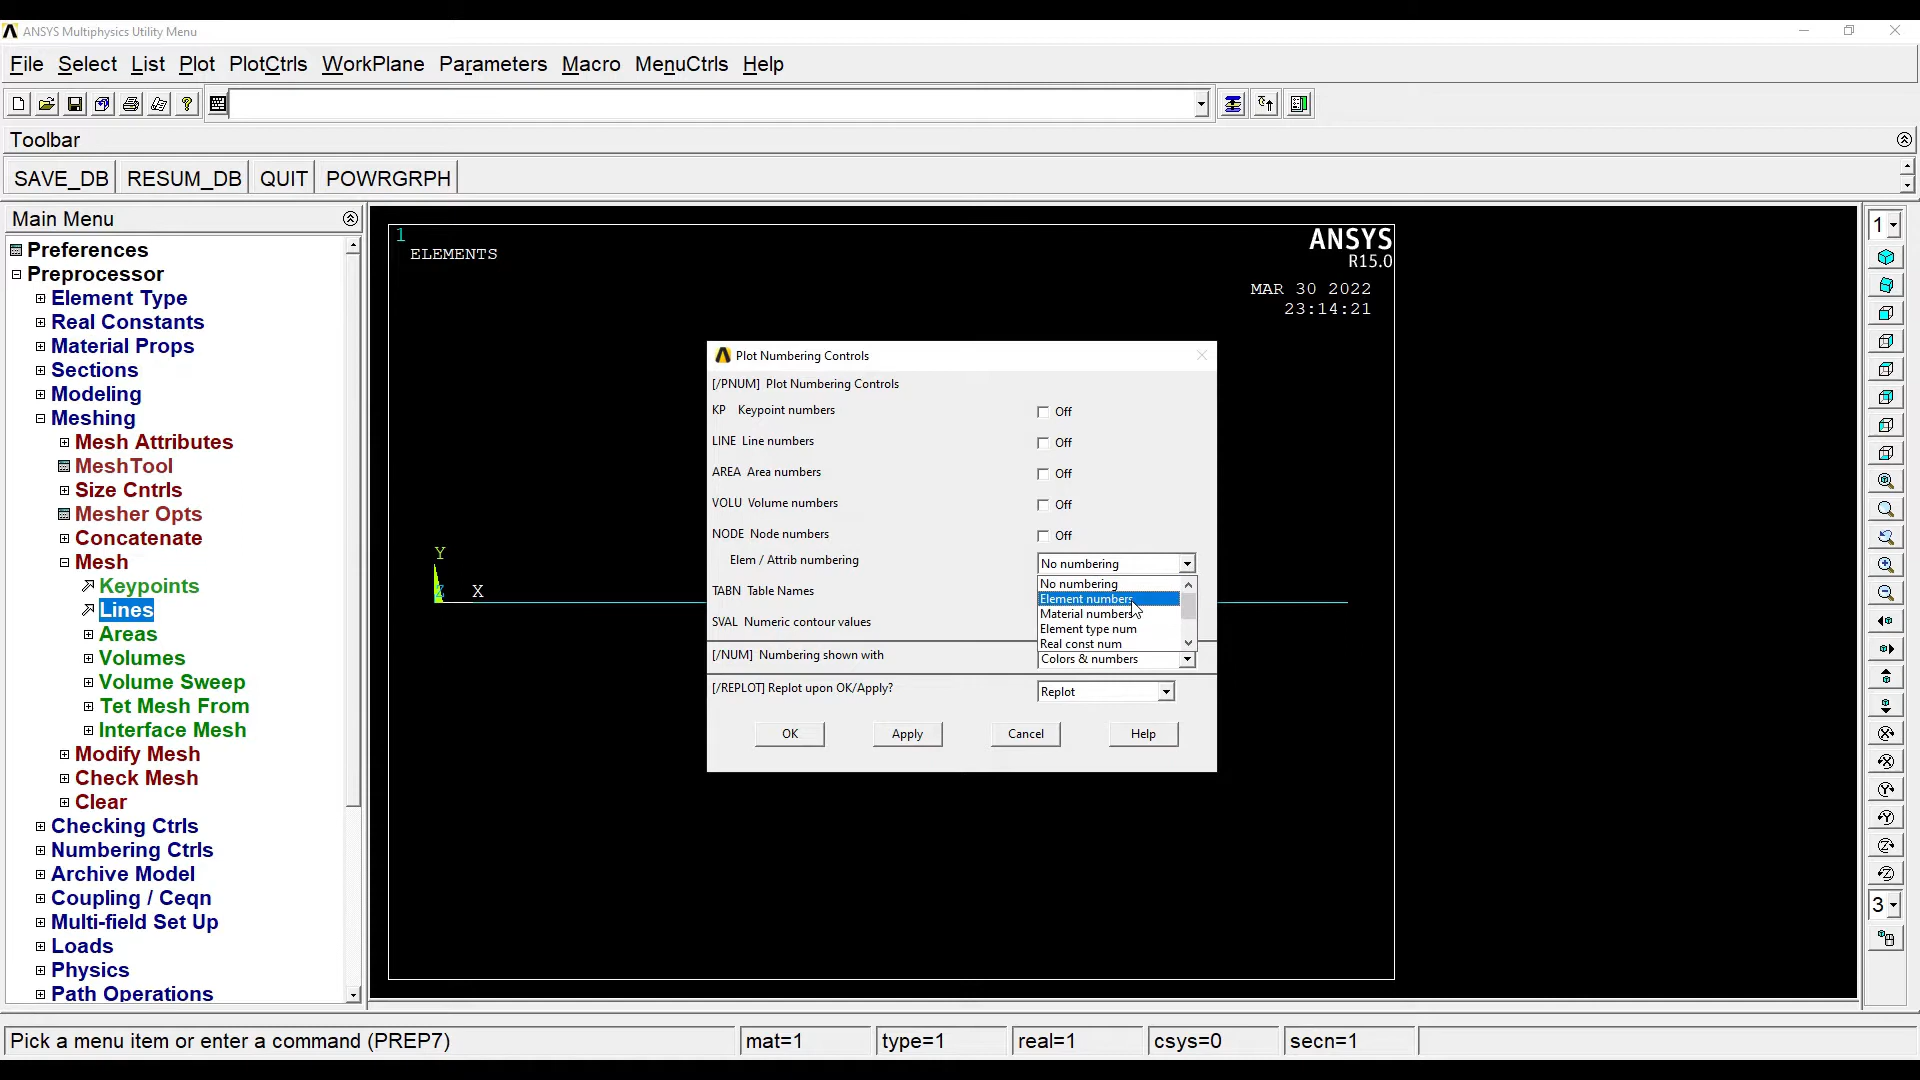 ANSYS Multiphysics Utility Menu
File Select List Plot PlotCtrls WorkPlane Parameters Macro MenuCtrls Help
Toolbar
SAVE_DB RESUM_DB QUIT POWRGRPH
Main Menu
Preferences
Preprocessor
Element Type
Real Constants
Material Props
Sections
Modeling
Meshing
Mesh Attributes
MeshTool
Size Cntrls
Mesher Opts
Concatenate
Mesh
Keypoints
Lines
Areas
Volumes
Volume Sweep
Tet Mesh From
Interface Mesh
Modify Mesh
Check Mesh
Clear
Checking Ctrls
Numbering Ctrls
Archive Model
Coupling / Ceqn
Multi-field Set Up
Loads
Physics
Path Operations
1
ELEMENTS
ANSYS
R15.0
MAR 30 2022
23:14:21
Y
Z X
Plot Numbering Controls
[/PNUM] Plot Numbering Controls
KP Keypoint numbers Off
LINE Line numbers Off
AREA Area numbers Off
VOLU Volume numbers Off
NODE Node numbers Off
Elem / Attrib numbering No numbering
No numbering
Element numbers
Material numbers
Element type num
Real const num
TABN Table Names
SVAL Numeric contour values
[/NUM] Numbering shown with Colors & numbers
[/REPLOT] Replot upon OK/Apply? Replot
OK Apply Cancel Help
1
3
Pick a menu item or enter a command (PREP7) mat=1 type=1 real=1 csys=0 secn=1